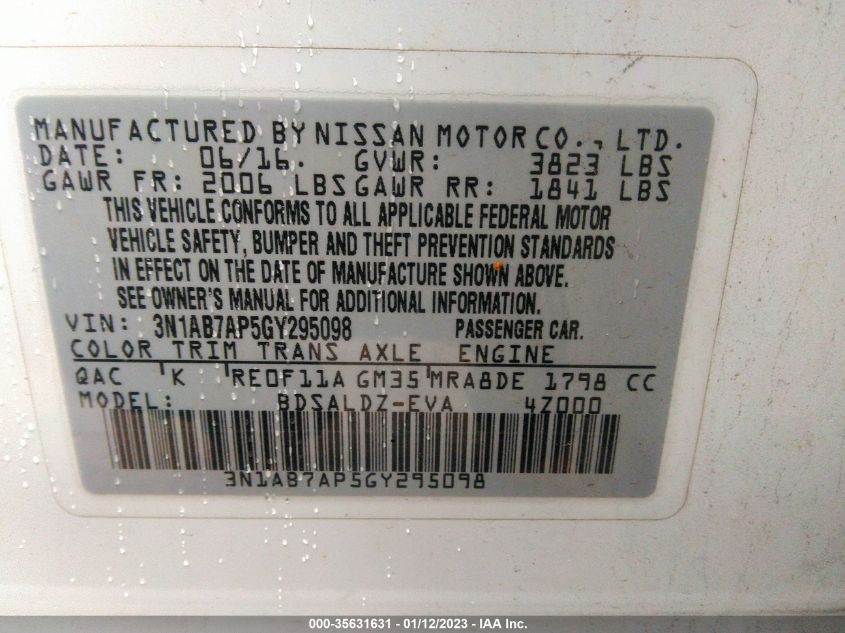 MANUFACTURED BY NISSAN MOTOR CO., LTD.
DATE: 06/16. GVWR: 3823 LBS
GAWR FR: 2006 LBS GAWR RR: 1841 LBS
THIS VEHICLE CONFORMS TO ALL APPLICABLE FEDERAL MOTOR
VEHICLE SAFETY, BUMPER AND THEFT PREVENTION STANDARDS
IN EFFECT ON THE DATE OF MANUFACTURE SHOWN ABOVE.
SEE OWNER'S MANUAL FOR ADDITIONAL INFORMATION.
VIN: 3N1AB7AP5GY295098 PASSENGER CAR.
COLOR TRIM TRANS AXLE ENGINE
QAC K RE0F11A GM35 MRA8DE 1798 CC
MODEL: BDSALDZ-EVA 4Z000
3N1AB7AP5GY295098
000-35631631 - 01/12/2023 - IAA Inc.